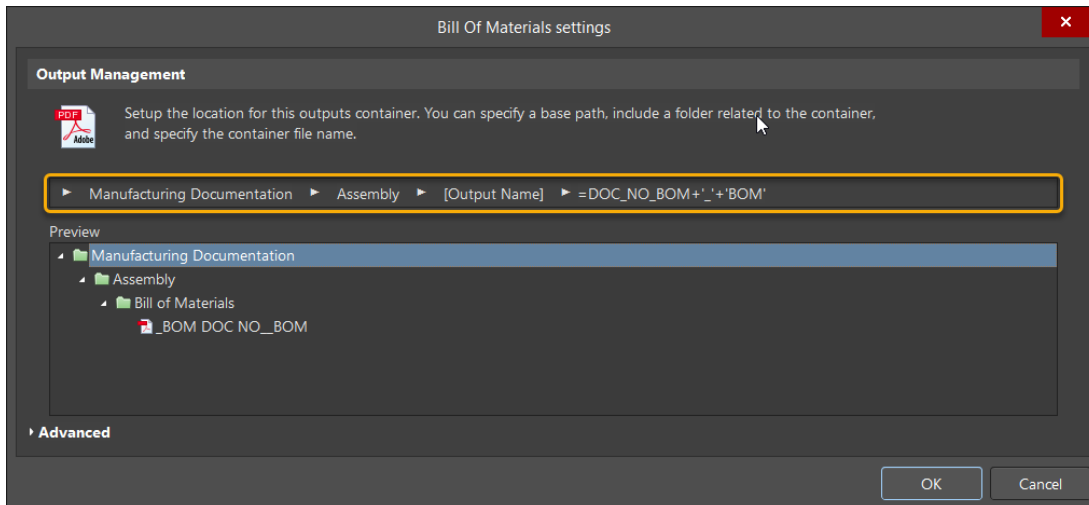 Bill Of Materials settings
Output Management
PDF
Adobe
Setup the location for this outputs container. You can specify a base path, include a folder related to the container,
and specify the container file name.
Manufacturing Documentation Assembly [Output Name] =DOC_NO_BOM+'_'+'BOM'
Preview
Manufacturing Documentation
Assembly
Bill of Materials
_BOM DOC NO__BOM
Advanced
OK Cancel